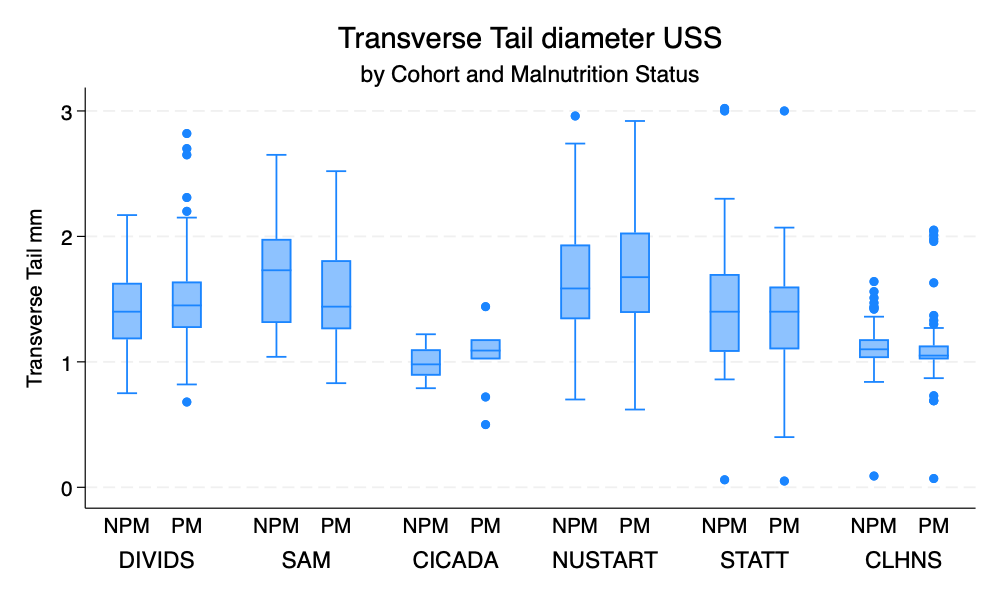 Transverse Tail diameter USS
by Cohort and Malnutrition Status
Transverse Tail mm
3
2
1
0
NPM PM NPM PM NPM PM NPM PM NPM PM NPM PM
DIVIDS SAM CICADA NUSTART STATT CLHNS